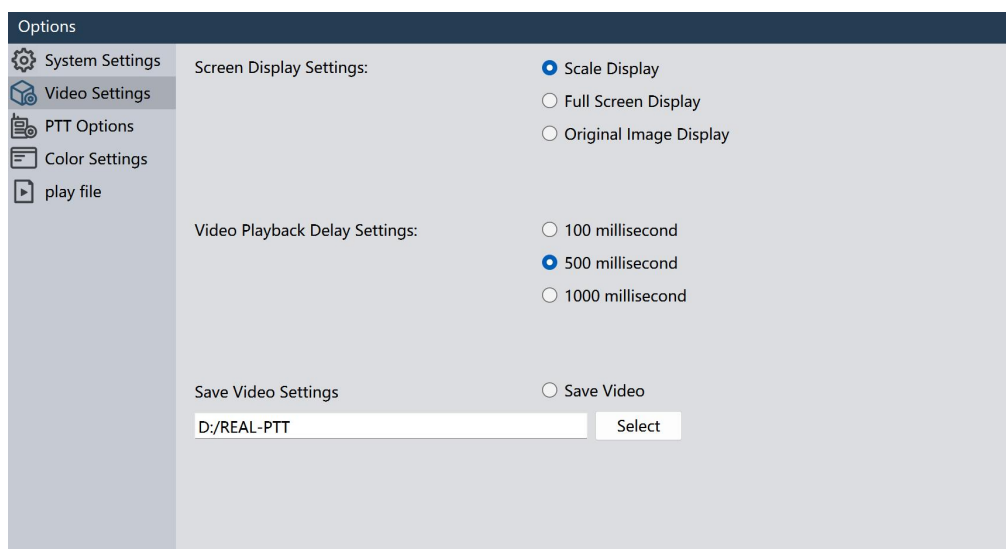 Options
System Settings
Video Settings
PTT Options
Color Settings
play file
Screen Display Settings:
Scale Display
Full Screen Display
Original Image Display
Video Playback Delay Settings:
100 millisecond
500 millisecond
1000 millisecond
Save Video Settings
Save Video
D:/REAL-PTT
Select